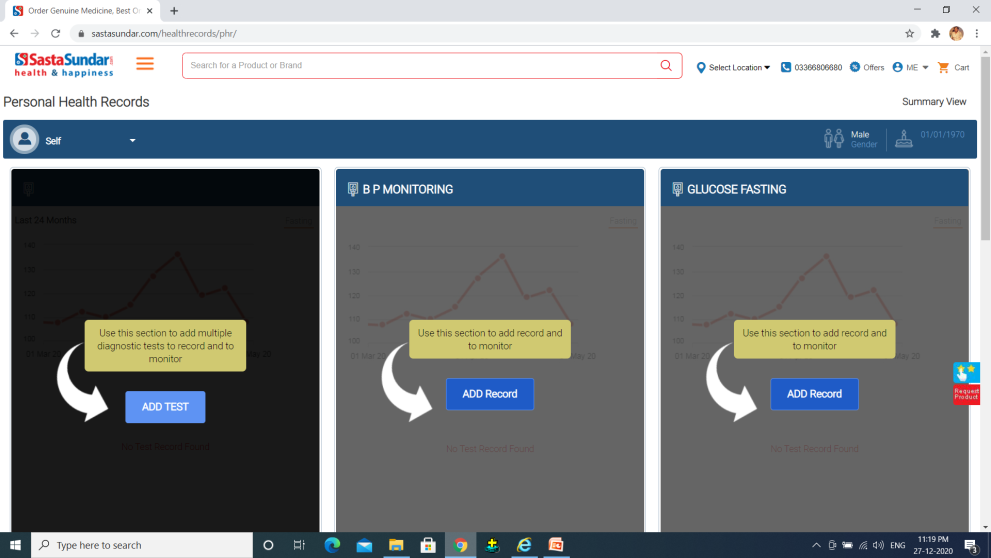 Order Genuine Medicine, Best O
sastasundar.com/healthrecords/phr/
SastaSundar
health & happiness
Search for a Product or Brand
Select Location
03366806680
Offers
ME
Cart
Personal Health Records
Summary View
Self
Male
Gender
01/01/1970
Last 24 Months
Fasting
140
130
120
110
100
01 Mar 20
May 20
Use this section to add multiple
diagnostic tests to record and to
monitor
ADD TEST
No Test Record Found
B P MONITORING
Fasting
140
130
120
110
100
01 Mar 20
May 20
Use this section to add record and
to monitor
ADD Record
No Test Record Found
GLUCOSE FASTING
Fasting
140
130
120
110
100
01 Mar 20
May 20
Use this section to add record and
to monitor
ADD Record
No Test Record Found
Request
Product
Type here to search
ENG
11:19 PM
27-12-2020
3